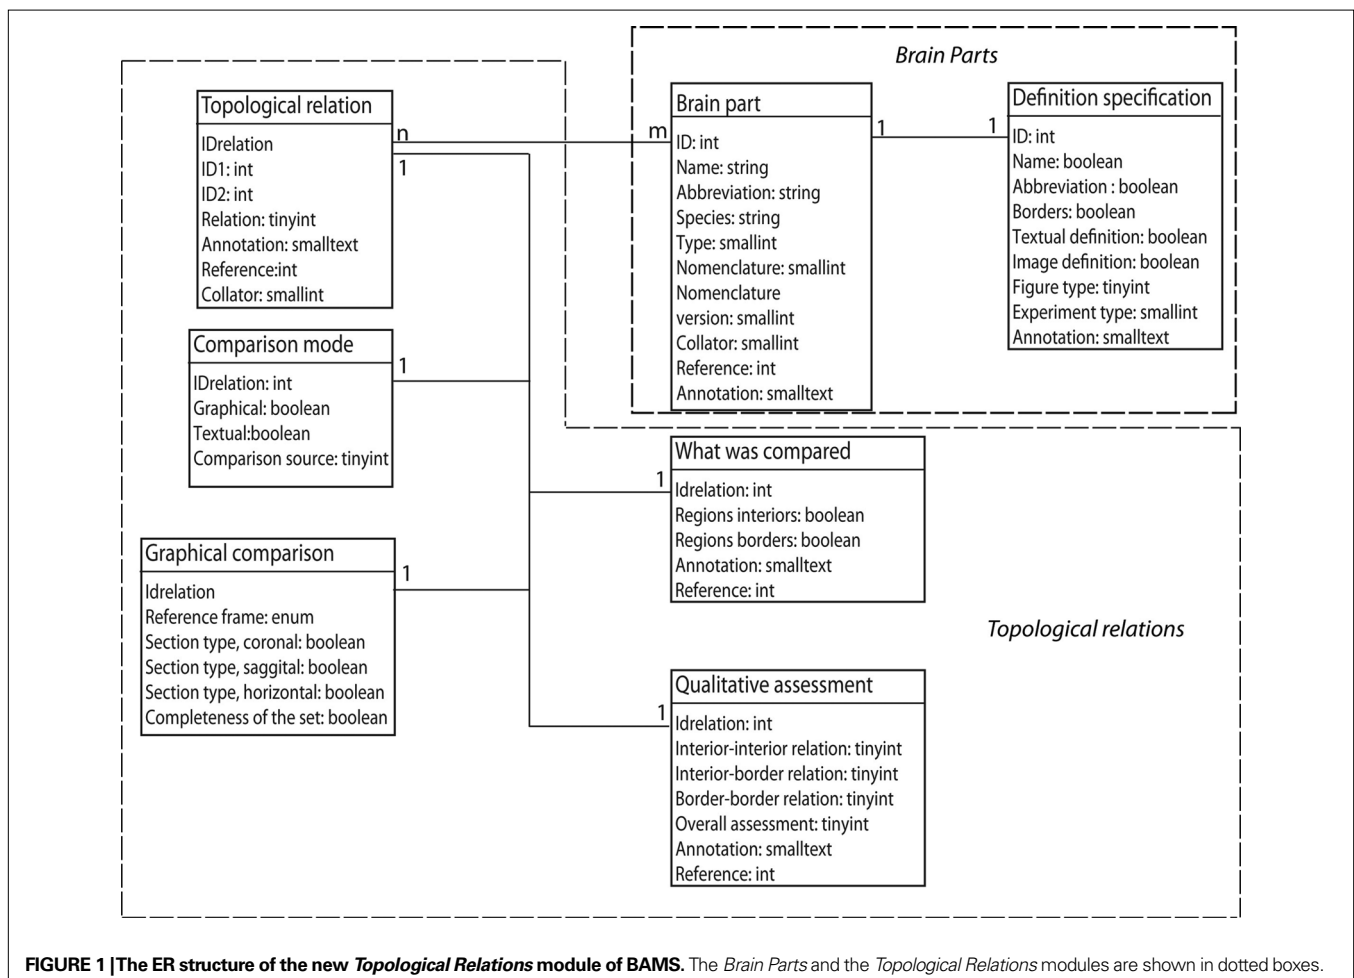 Brain Parts
Topological relation
IDrelation
ID1: int
ID2: int
Relation: tinyint
Annotation: smalltext
Reference:int
Collator: smallint
n
1
m
Brain part
ID: int
Name: string
Abbreviation: string
Species: string
Type: smallint
Nomenclature: smallint
Nomenclature
version: smallint
Collator: smallint
Reference: int
Annotation: smalltext
1
1
Definition specification
ID: int
Name: boolean
Abbreviation : boolean
Borders: boolean
Textual definition: boolean
Image definition: boolean
Figure type: tinyint
Experiment type: smallint
Annotation: smalltext
Comparison mode
IDrelation: int
Graphical: boolean
Textual:boolean
Comparison source: tinyint
1
What was compared
Idrelation: int
Regions interiors: boolean
Regions borders: boolean
Annotation: smalltext
Reference: int
1
Graphical comparison
Idrelation
Reference frame: enum
Section type, coronal: boolean
Section type, saggital: boolean
Section type, horizontal: boolean
Completeness of the set: boolean
1
Topological relations
Qualitative assessment
Idrelation: int
Interior-interior relation: tinyint
Interior-border relation: tinyint
Border-border relation: tinyint
Overall assessment: tinyint
Annotation: smalltext
Reference: int
1
FIGURE 1 |The ER structure of the new Topological Relations module of BAMS. The Brain Parts and the Topological Relations modules are shown in dotted boxes.